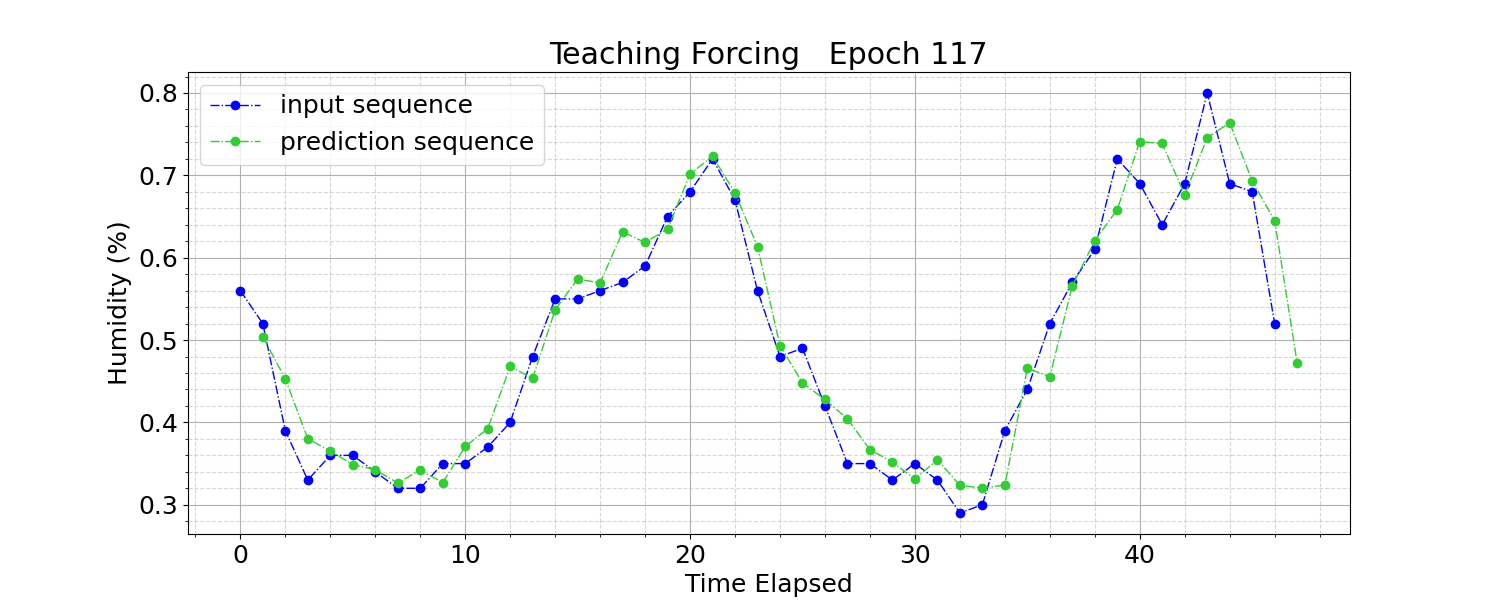 Teaching Forcing   Epoch 117
input sequence
prediction sequence
Humidity (%)
0.8
0.7
0.6
0.5
0.4
0.3
0 10 20 30 40
Time Elapsed